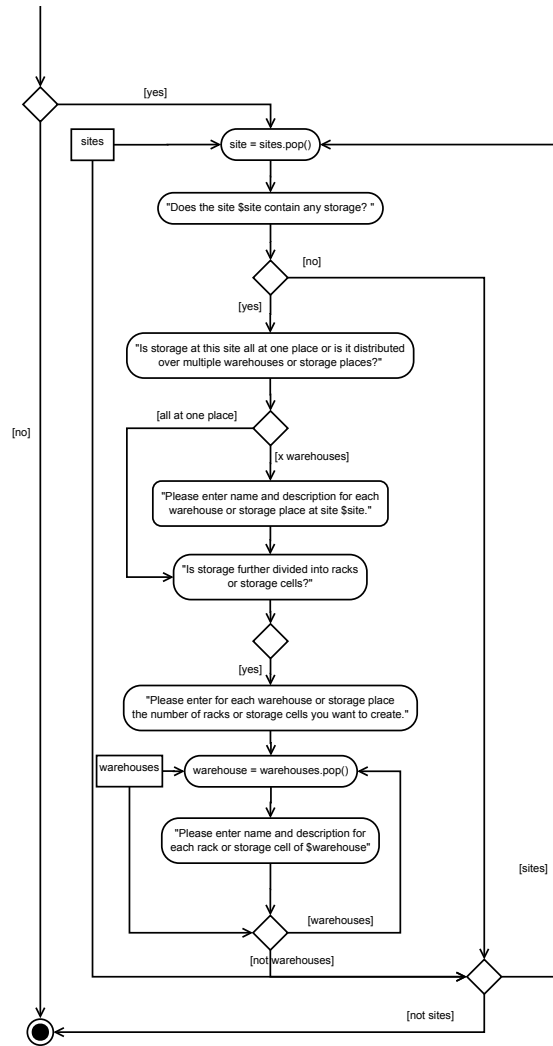 [yes]
sites
site = sites.pop()
"Does the site $site contain any storage? "
[no]
[yes]
"Is storage at this site all at one place or is it distributed
over multiple warehouses or storage places?"
[all at one place]
[no]
[x warehouses]
"Please enter name and description for each
warehouse or storage place at site $site."
"Is storage further divided into racks
or storage cells?"
[yes]
"Please enter for each warehouse or storage place
the number of racks or storage cells you want to create."
warehouses
warehouse = warehouses.pop()
"Please enter name and description for
each rack or storage cell of $warehouse"
[sites]
[warehouses]
[not warehouses]
[not sites]